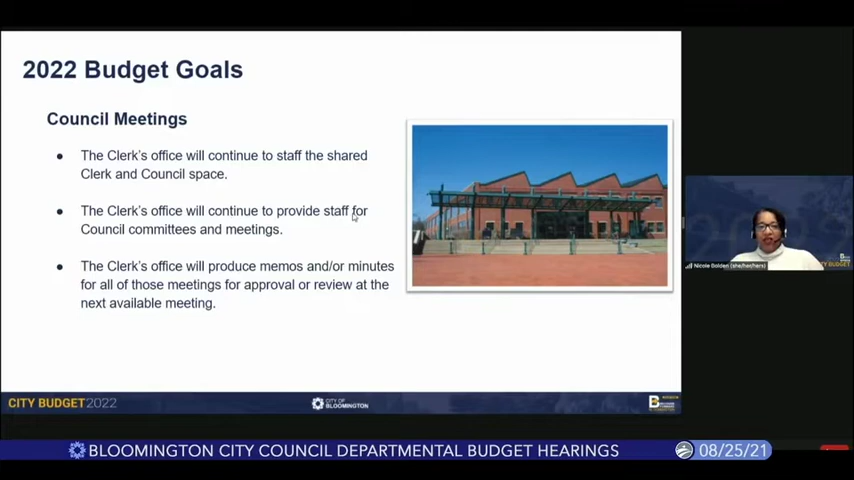 2022 Budget Goals
Council Meetings
● The Clerk's office will continue to staff the shared
Clerk and Council space.
● The Clerk's office will continue to provide staff for
Council committees and meetings.
● The Clerk's office will produce memos and/or minutes
for all of those meetings for approval or review at the
next available meeting.
Nicole Bolden (she/her/hers)
CITY BUDGET 2022
CITY OF
BLOOMINGTON
BLOOMINGTON CITY COUNCIL DEPARTMENTAL BUDGET HEARINGS
08/25/21